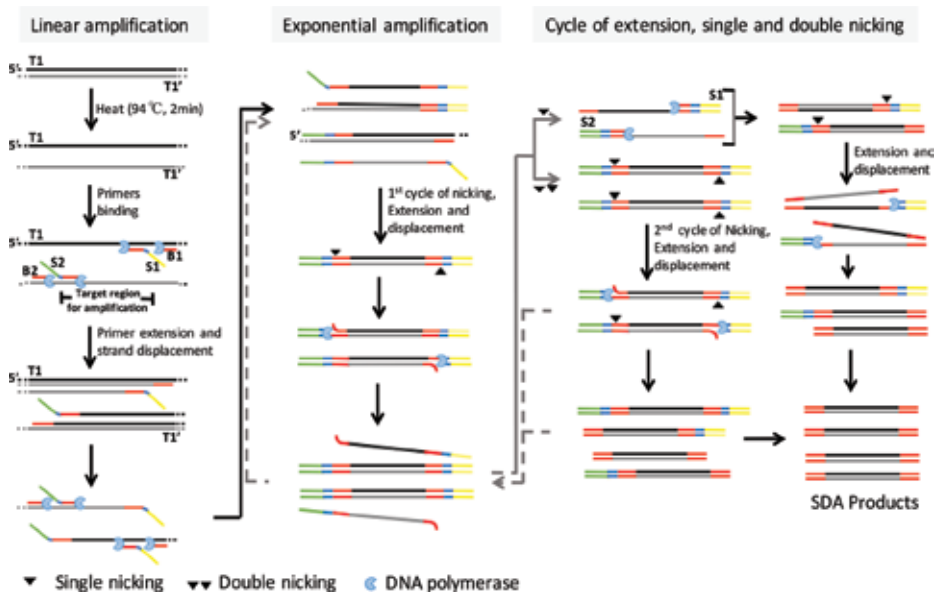 Linear amplification
5'- T1
T1'
Heat (94 ℃, 2min)
5'- T1
T1'
Primers
binding
5'- T1
B1
S1
B2 S2
Target region
for amplification
Primer extension and
strand displacement
5' T1
T1'
Exponential amplification
5'
1st cycle of nicking,
Extension and
displacement
Cycle of extension, single and double nicking
S1
S2
2nd cycle of Nicking,
Extension and
displacement
Extension and
displacement
SDA Products
Single nicking
Double nicking
DNA polymerase